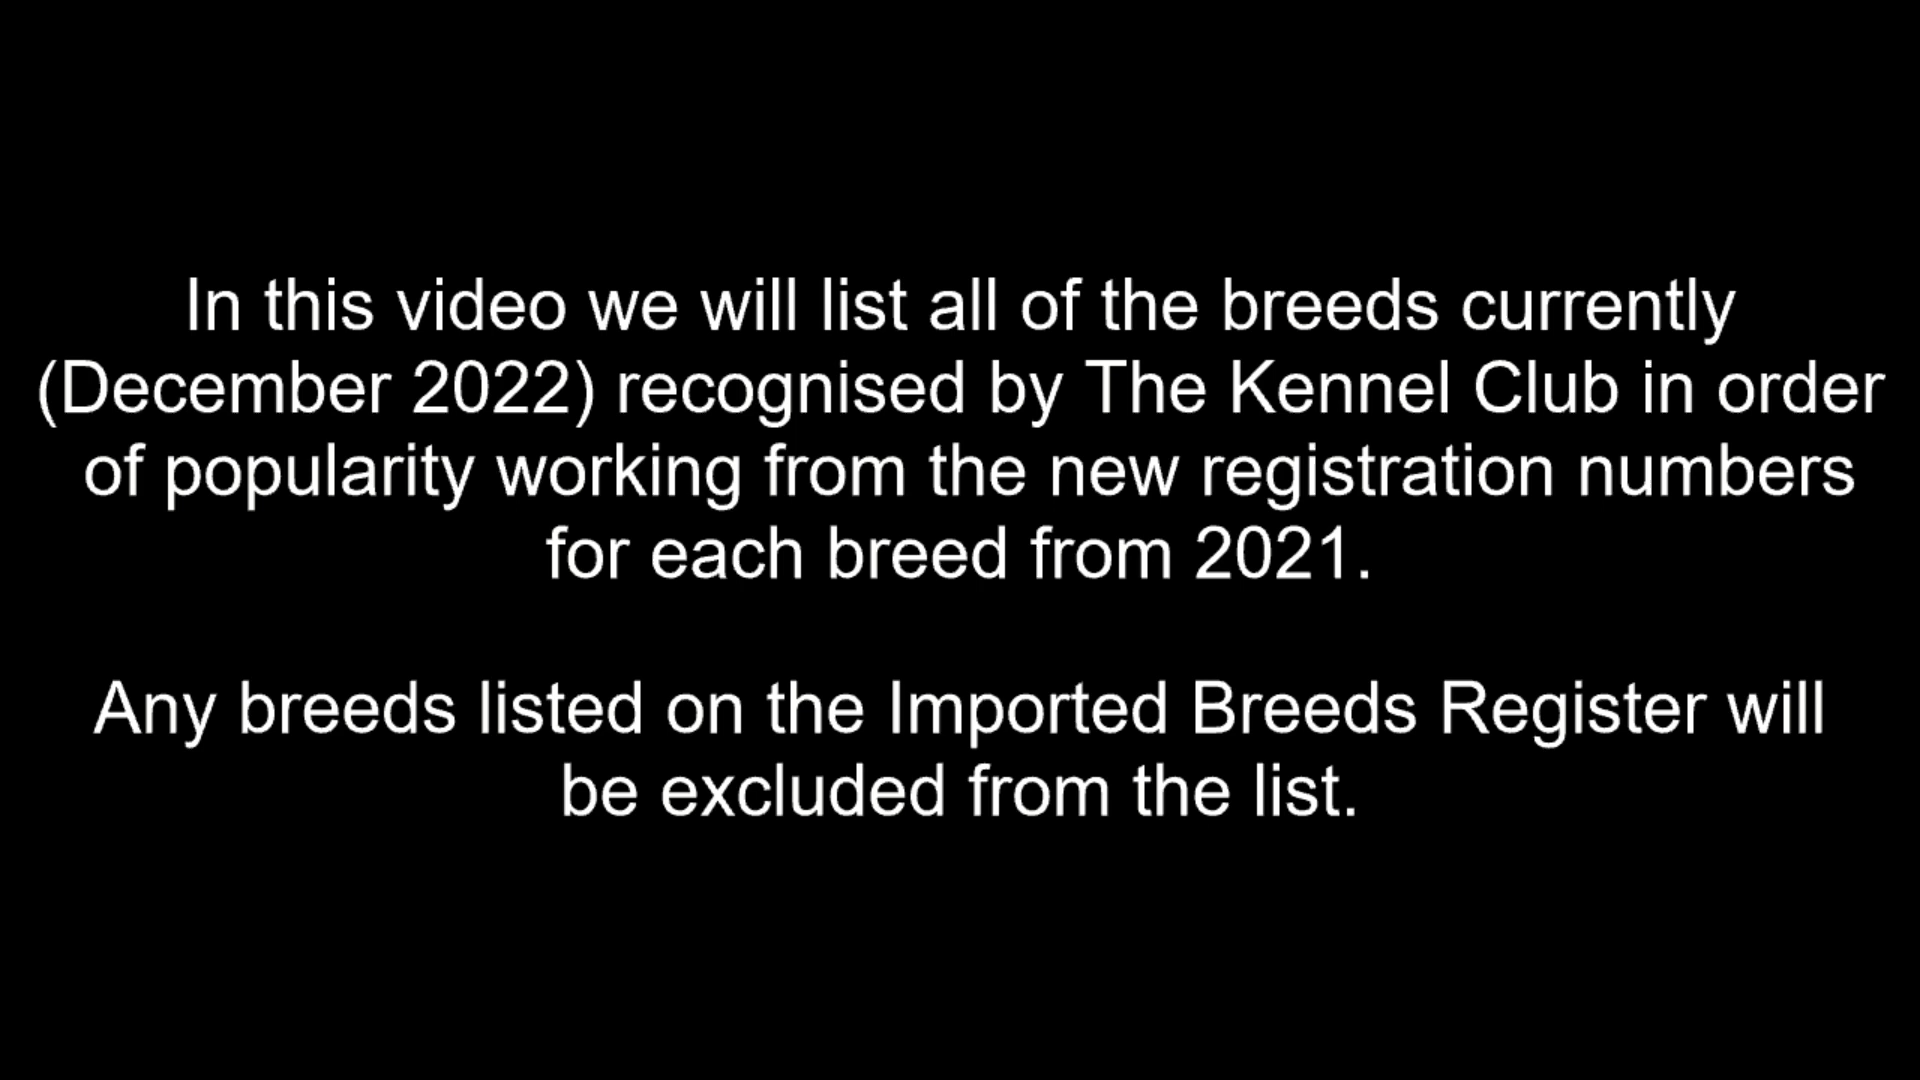 In this video we will list all of the breeds currently
(December 2022) recognised by The Kennel Club in order
of popularity working from the new registration numbers
for each breed from 2021.
Any breeds listed on the Imported Breeds Register will
be excluded from the list.